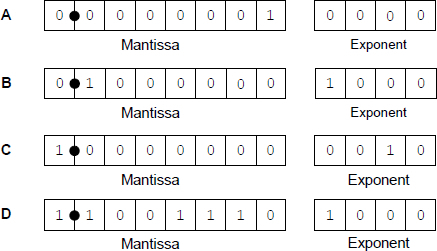 A 0 0 0 0 0 0 0 1 0 0 0 0
Mantissa Exponent
B 0 1 0 0 0 0 0 0 1 0 0 0
Mantissa Exponent
C 1 0 0 0 0 0 0 0 0 0 1 0
Mantissa Exponent
D 1 1 0 0 1 1 1 0 1 0 0 0
Mantissa Exponent